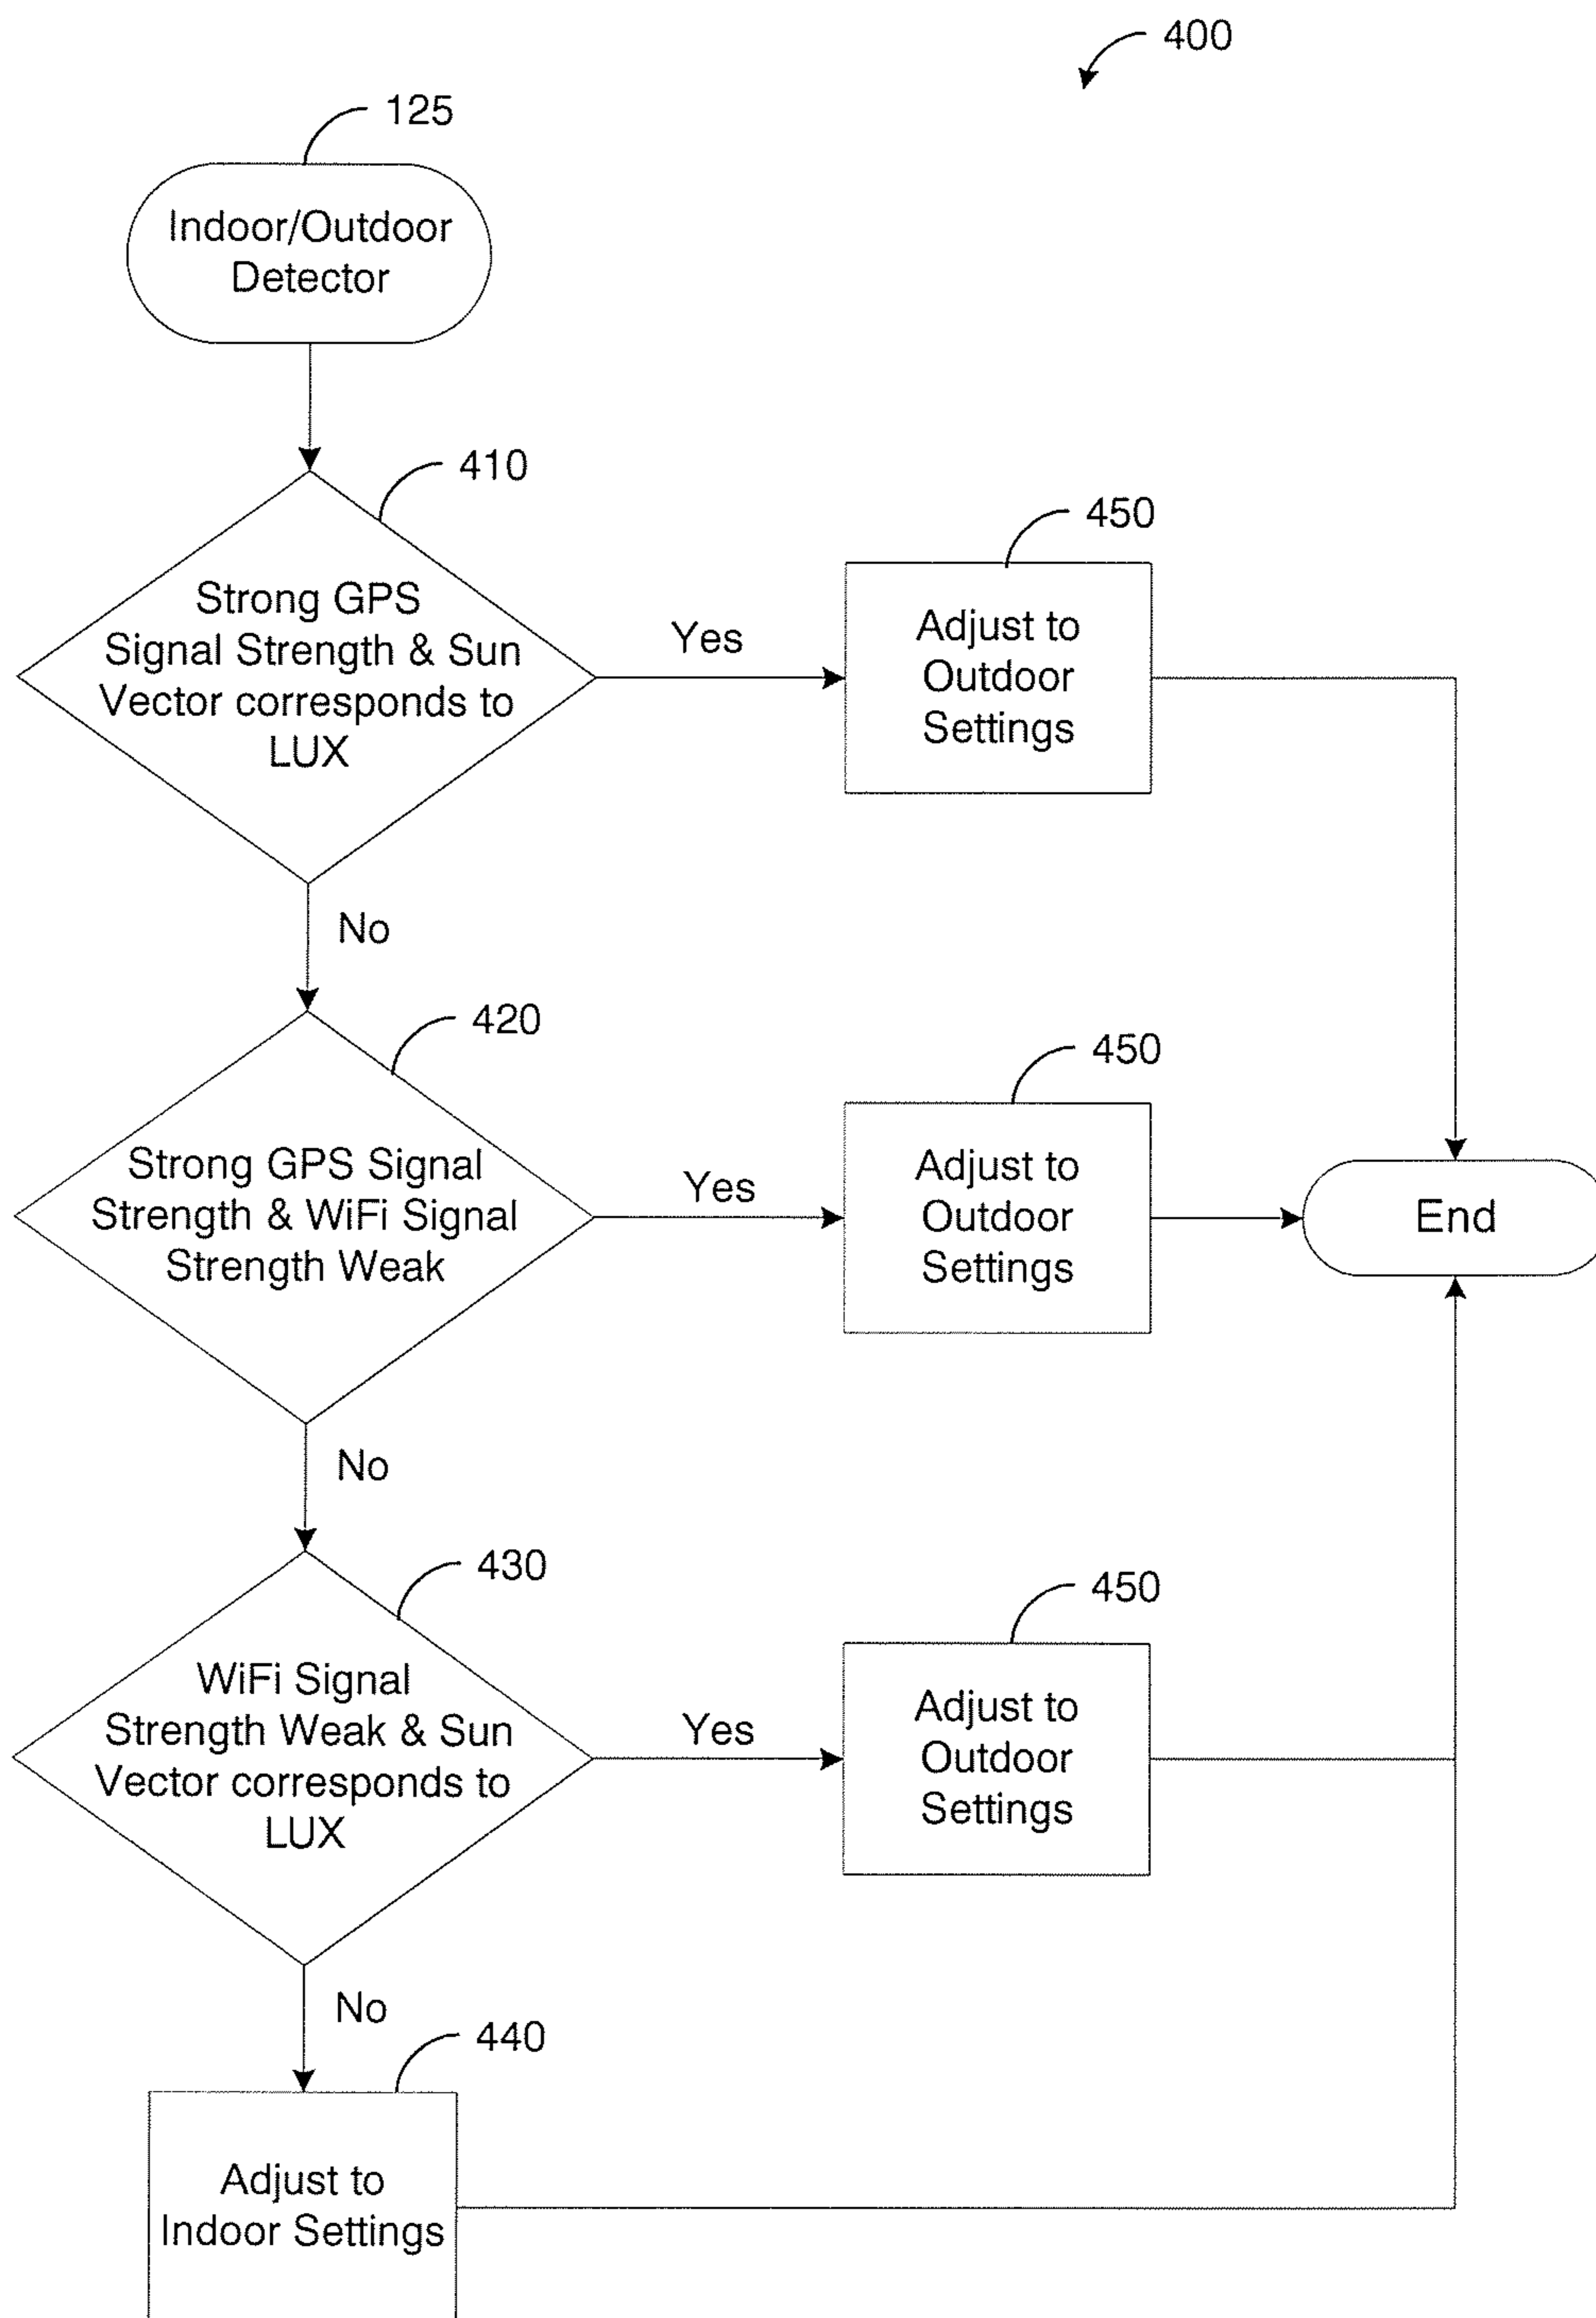 400
125
Indoor/Outdoor
Detector
410
Strong GPS
Signal Strength & Sun
Vector corresponds to
LUX
Yes
450
Adjust to
Outdoor
Settings
No
420
Strong GPS Signal
Strength & WiFi Signal
Strength Weak
Yes
450
Adjust to
Outdoor
Settings
End
No
430
WiFi Signal
Strength Weak & Sun
Vector corresponds to
LUX
Yes
450
Adjust to
Outdoor
Settings
No
440
Adjust to
Indoor Settings